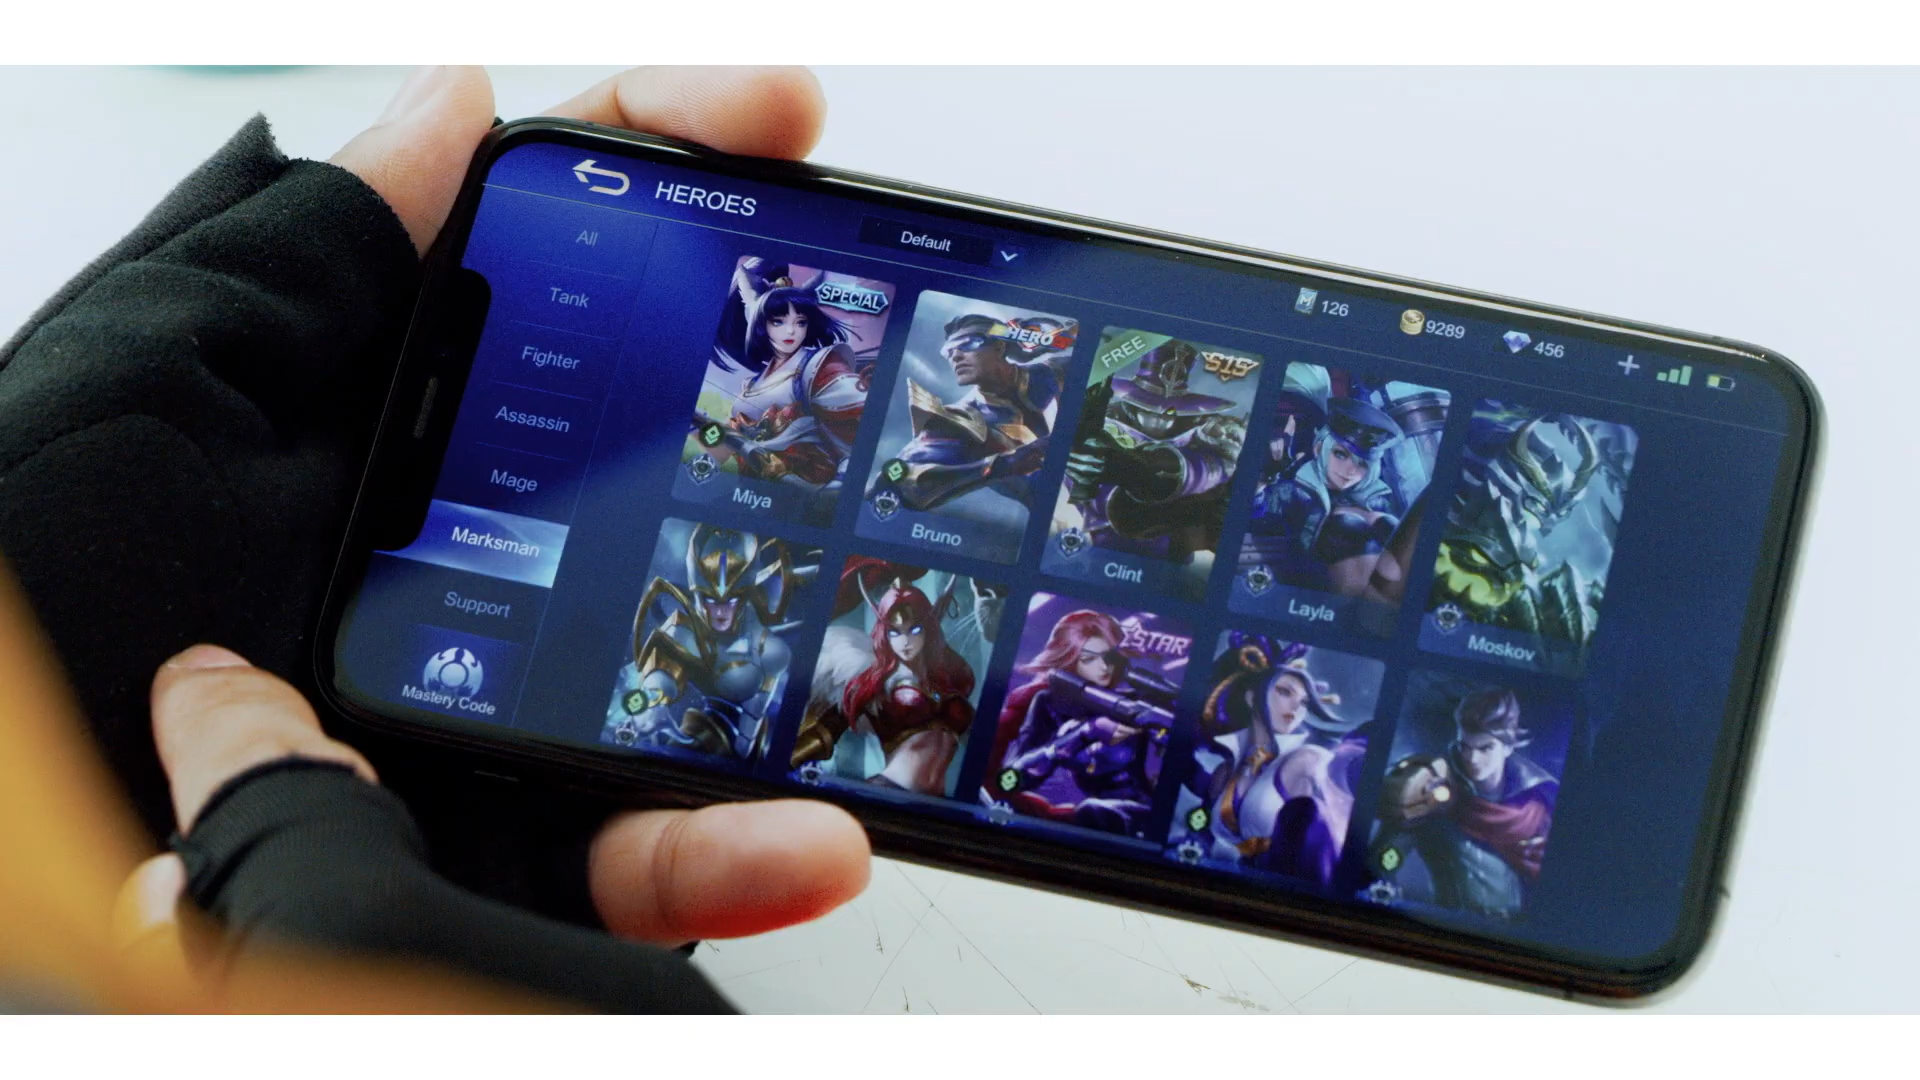 HEROES
Default
126
9289
456
All
Tank
Fighter
Assassin
Mage
Marksman
Support
Mastery Code
SPECIAL
Miya
HERO
Bruno
FREE
S15
Clint
Layla
Moskov
STAR